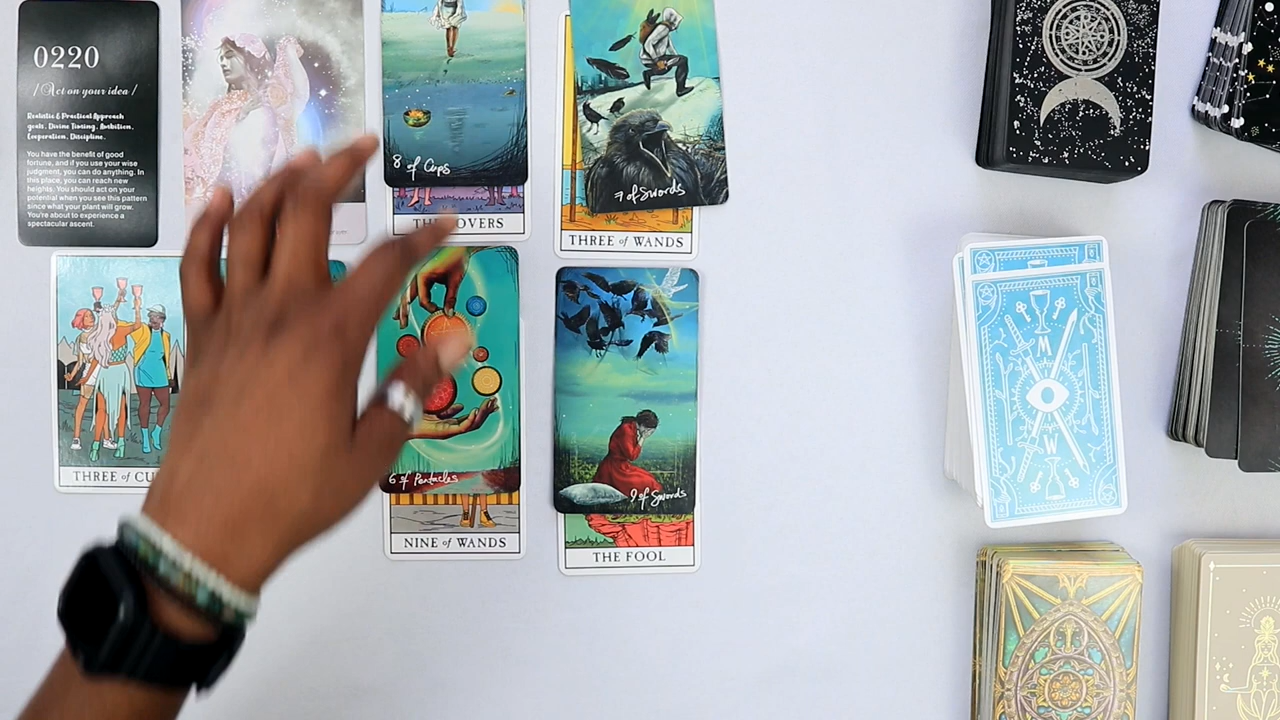 0220
/ Act on your idea /
Realistic & Practical Approach
goals, Divine Timing, Ambition,
Cooperation, Discipline.
You have the benefit of good
fortune, and if you use your wise
judgment, you can do anything. In
this place, you can reach new
heights. You should act on your
potential when you see this pattern
since what your plan will grow.
You're about to experience a
spectacular ascent.
8 of Cups
THE LOVERS
7 of Swords
THREE of WANDS
THREE of CU
6 of Pentacles
NINE of WANDS
9 of Swords
THE FOOL
M
W